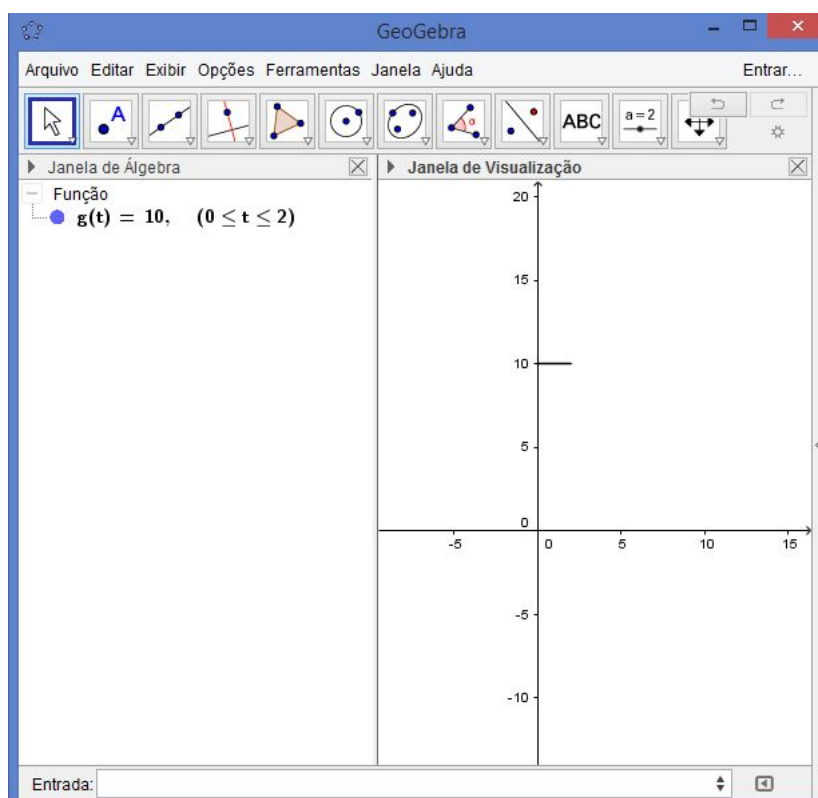 GeoGebra
Arquivo Editar Exibir Opções Ferramentas Janela Ajuda Entrar...
A α ABC a=2
Janela de Álgebra
Função
g(t) = 10, (0 ≤ t ≤ 2)
Janela de Visualização
20
15
10
5
0
-5 0 5 10 15
-5
-10
Entrada: